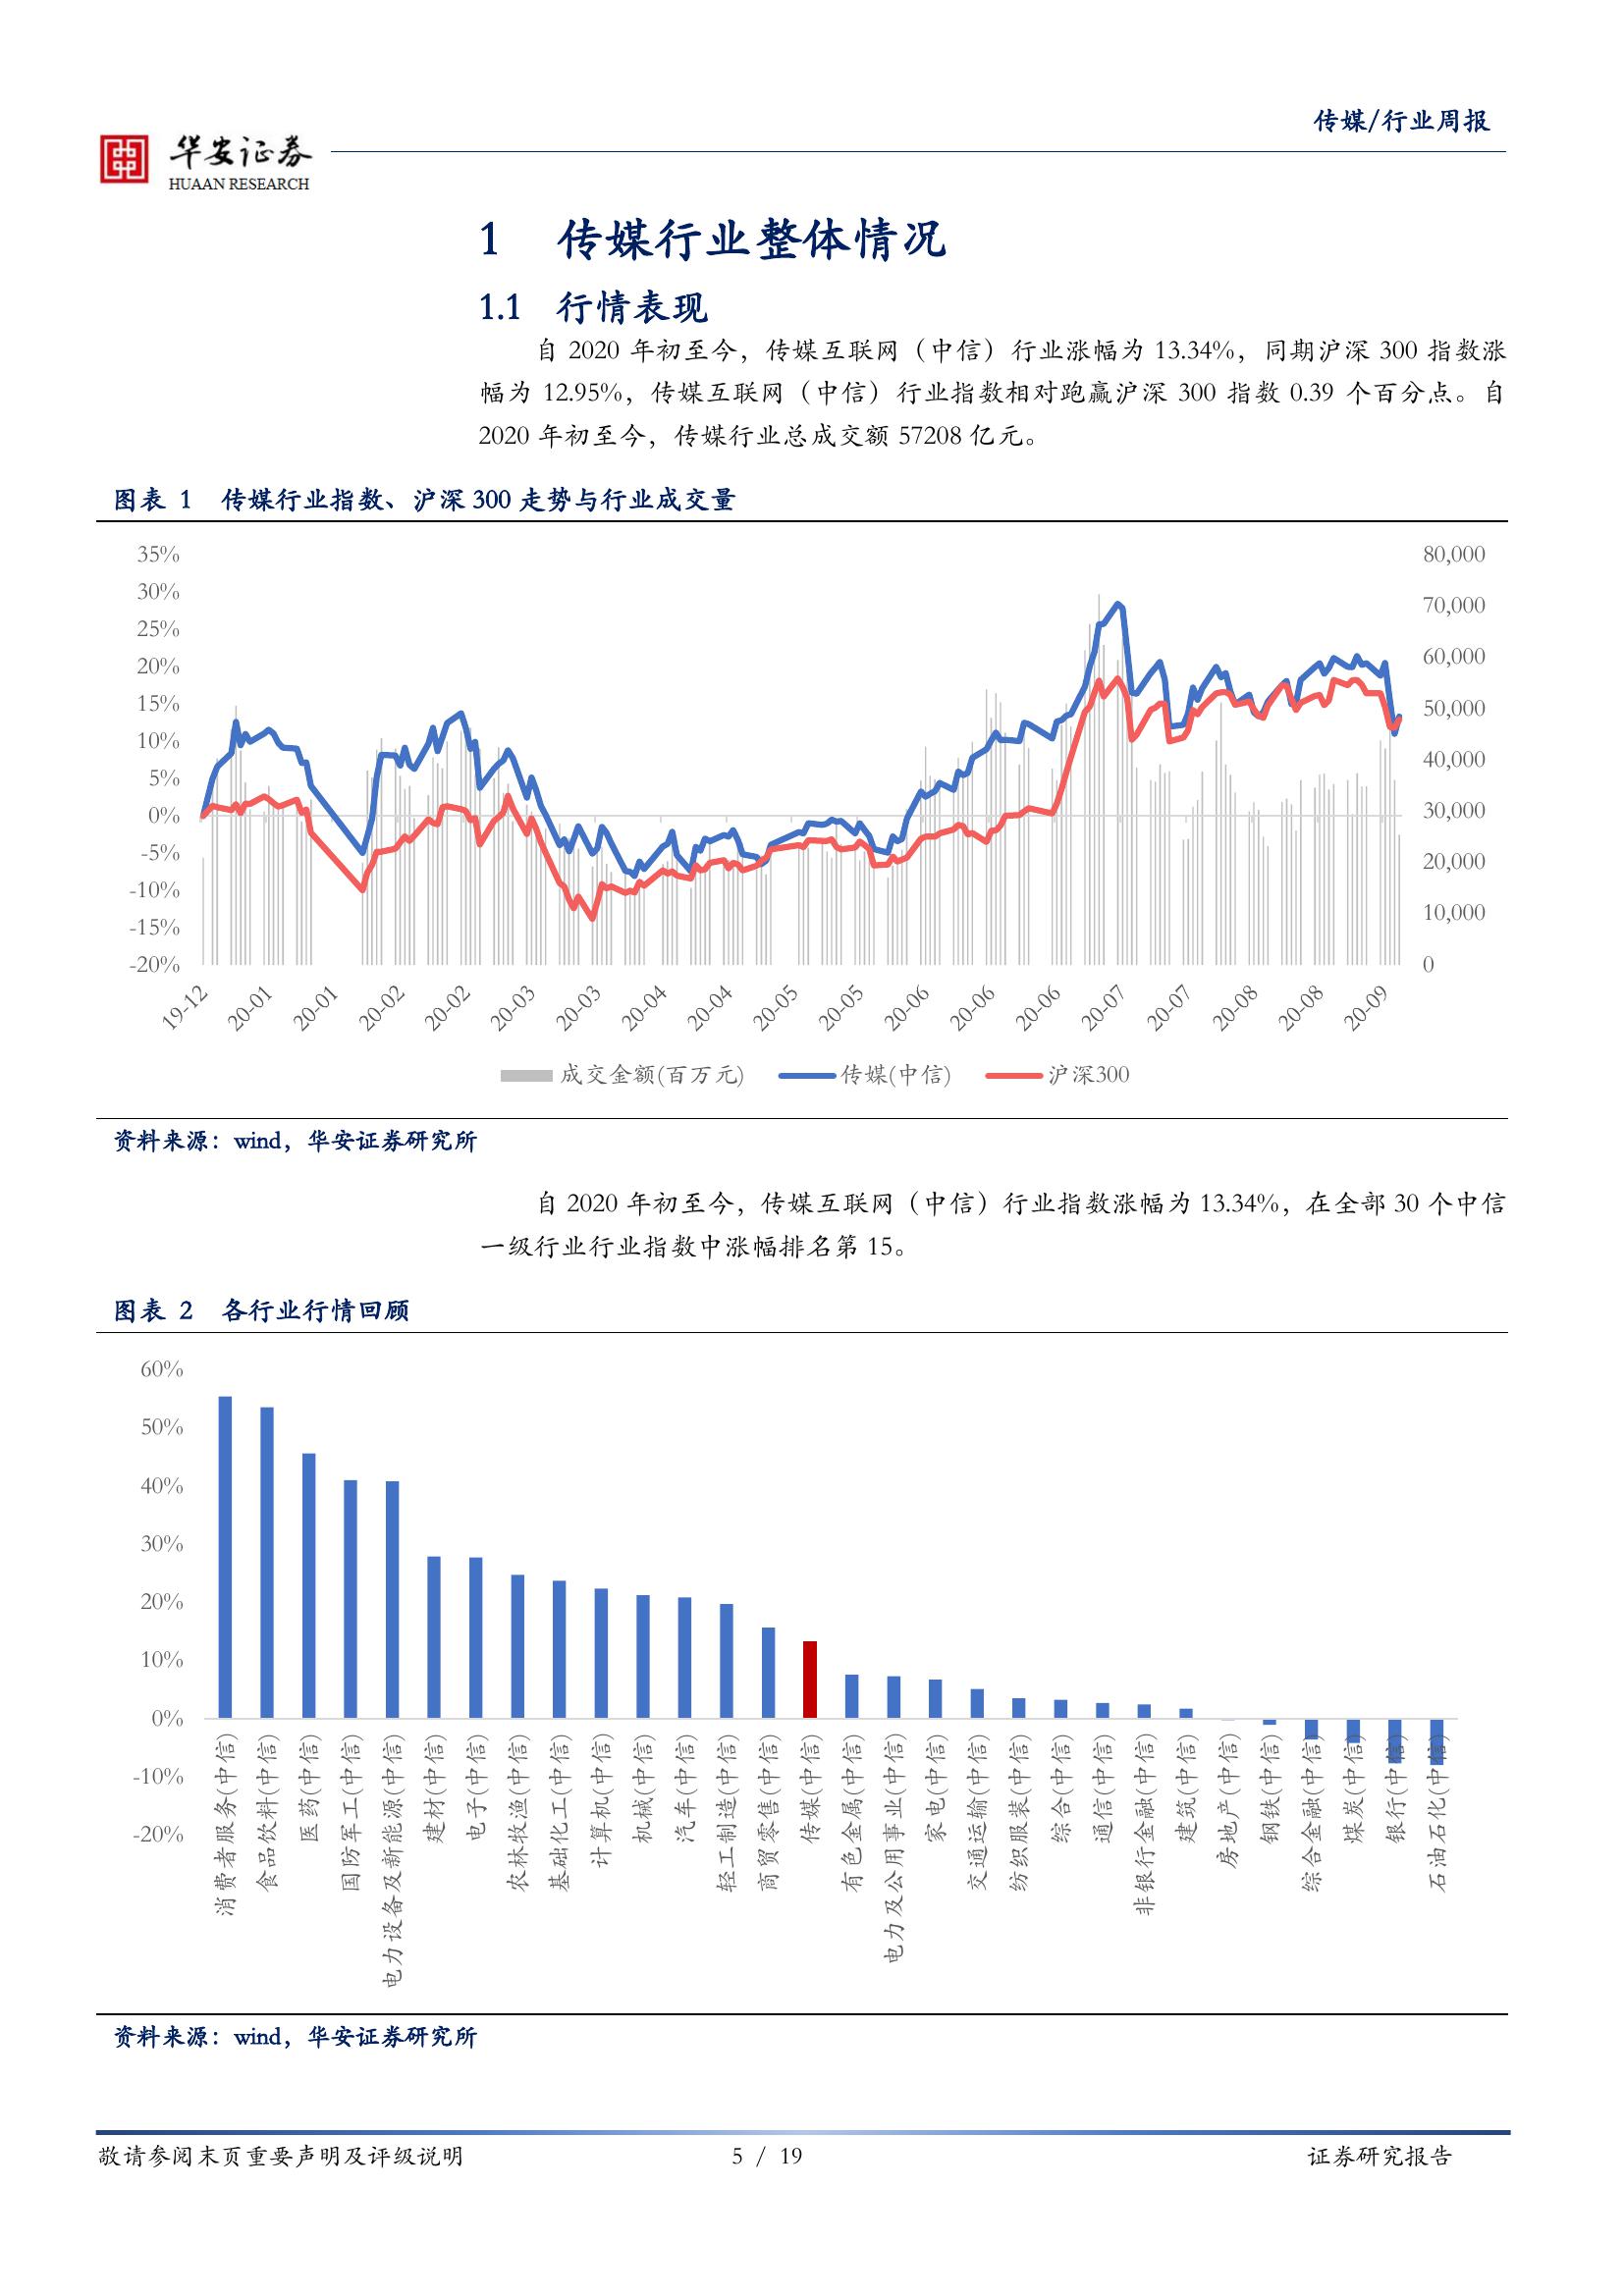 传媒/行业周报
华安证券
HUAAN RESEARCH
1 传媒行业整体情况
1.1 行情表现
自 2020 年初至今，传媒互联网（中信）行业涨幅为 13.34%，同期沪深 300 指数涨
幅为 12.95%，传媒互联网（中信）行业指数相对跑赢沪深 300 指数 0.39 个百分点。自
2020 年初至今，传媒行业总成交额 57208 亿元。
图表 1 传媒行业指数、沪深 300 走势与行业成交量
35%
30%
25%
20%
15%
10%
5%
0%
-5%
-10%
-15%
-20%
80,000
70,000
60,000
50,000
40,000
30,000
20,000
10,000
0
19-12
20-01
20-01
20-02
20-02
20-03
20-03
20-04
20-04
20-05
20-05
20-06
20-06
20-06
20-07
20-07
20-08
20-08
20-09
成交金额(百万元)
传媒(中信)
沪深300
资料来源：wind，华安证券研究所
自 2020 年初至今，传媒互联网（中信）行业指数涨幅为 13.34%，在全部 30 个中信
一级行业行业指数中涨幅排名第 15。
图表 2 各行业行情回顾
60%
50%
40%
30%
20%
10%
0%
-10%
-20%
消费者服务(中信)
食品饮料(中信)
医药(中信)
国防军工(中信)
电力设备及新能源(中信)
建材(中信)
电子(中信)
农林牧渔(中信)
基础化工(中信)
计算机(中信)
机械(中信)
汽车(中信)
轻工制造(中信)
商贸零售(中信)
传媒(中信)
有色金属(中信)
电力及公用事业(中信)
家电(中信)
交通运输(中信)
纺织服装(中信)
综合(中信)
通信(中信)
非银行金融(中信)
建筑(中信)
房地产(中信)
钢铁(中信)
综合金融(中信)
煤炭(中信)
银行(中信)
石油石化(中信)
资料来源：wind，华安证券研究所
敬请参阅末页重要声明及评级说明
5 / 19
证券研究报告